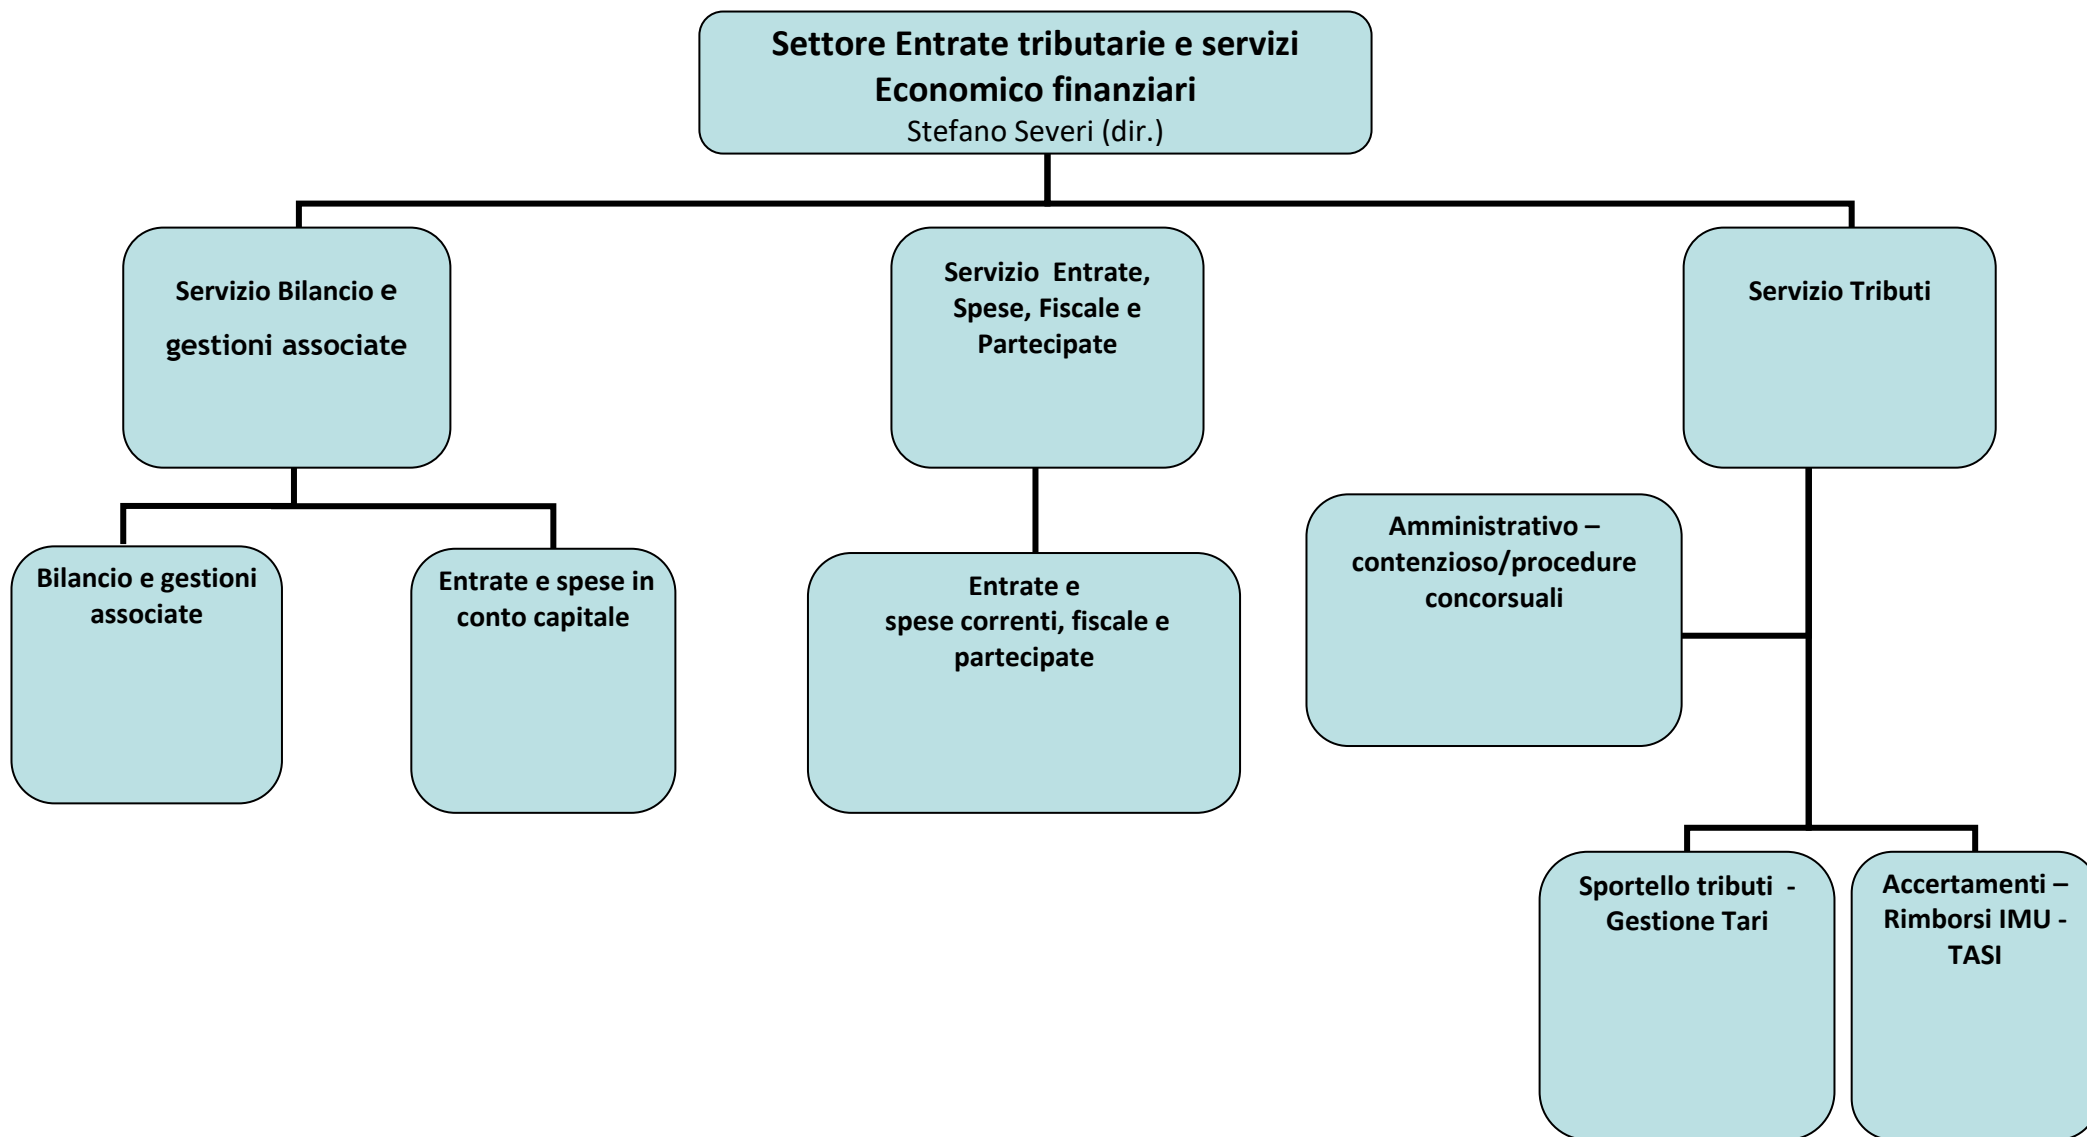 Settore Entrate tributarie e servizi
Economico finanziari
Stefano Severi (dir.)
Servizio Bilancio e
gestioni associate
Servizio  Entrate,
Spese, Fiscale e
Partecipate
Servizio Tributi
Bilancio e gestioni
associate
Entrate e spese in
conto capitale
Entrate e
spese correnti, fiscale e
partecipate
Amministrativo –
contenzioso/procedure
concorsuali
Sportello tributi  -
Gestione Tari
Accertamenti –
Rimborsi IMU -
TASI